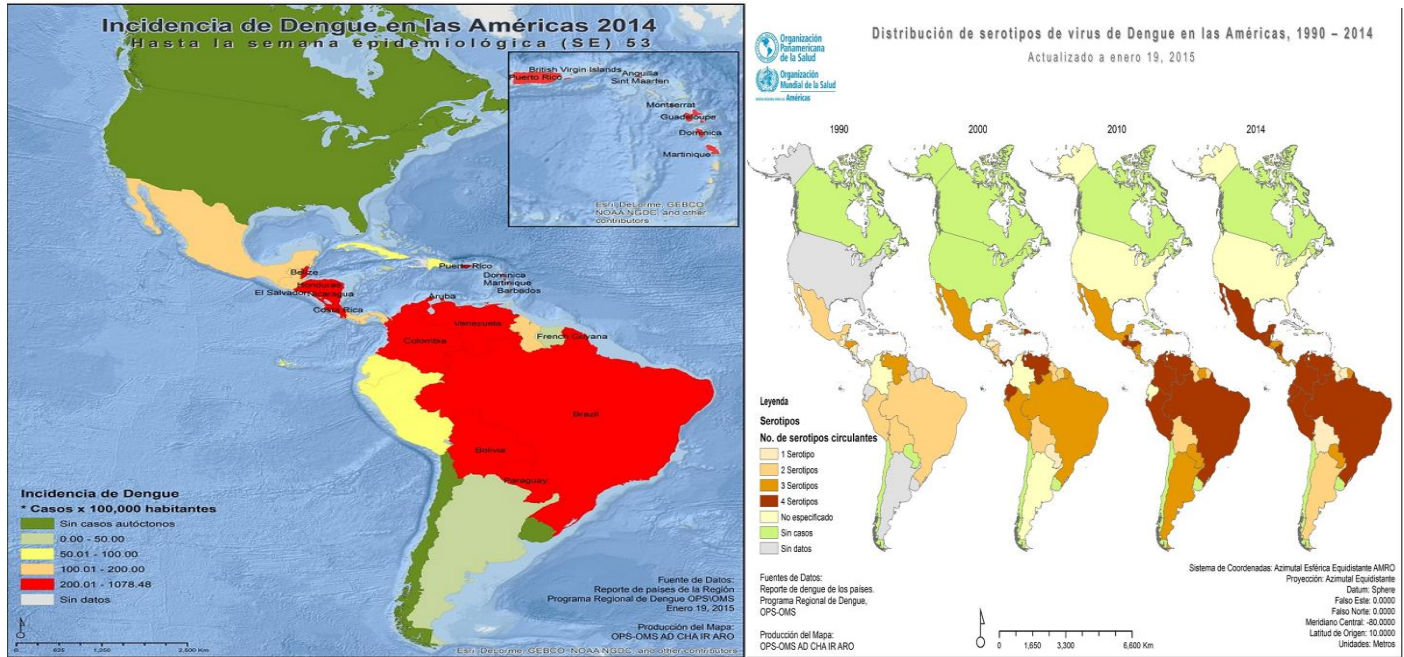 Incidencia de Dengue en las Américas 2014
Hasta la semana epidemiológica (SE) 53
British Virgin Islands
Puerto Rico
Anguilla
Sint Maarten
Montserrat
Guadeloupe
Dominica
Martinique
Esri, DeLorme, GEBCO,
NOAA NGDC, and other
contributors
Belize
Honduras
El Salvador
Nicaragua
Costa Rica
Puerto Rico
Dominica
Martinique
Barbados
Aruba
Venezuela
Colombia
French Guyana
Brazil
Bolivia
Paraguay
Incidencia de Dengue
* Casos x 100,000 habitantes
Sin casos autóctonos
0.00 - 50.00
50.01 - 100.00
100.01 - 200.00
200.01 - 1078.48
Sin datos
0 625 1,250 2,500 Km
Fuente de Datos:
Reporte de países de la Región
Programa Regional de Dengue OPS\OMS
Enero 19, 2015
Producción del Mapa:
OPS-OMS AD CHA IR ARO
Esri, DeLorme, GEBCO, NOAA NGDC, and other contributors
Organización
Panamericana
de la Salud
Organización
Mundial de la Salud
Américas
Distribución de serotipos de virus de Dengue en las Américas, 1990 – 2014
Actualizado a enero 19, 2015
1990
2000
2010
2014
Leyenda
Serotipos
No. de serotipos circulantes
1 Serotipo
2 Serotipos
3 Serotipos
4 Serotipos
No especificado
Sin casos
Sin datos
Fuentes de Datos:
Reporte de dengue de los países.
Programa Regional de Dengue,
OPS-OMS
Producción del Mapa:
OPS-OMS AD CHA IR ARO
0 1,650 3,300 6,600 Km
Sistema de Coordenadas: Azimutal Esférica Equidistante AMRO
Proyección: Azimutal Equidistante
Datum: Sphere
Falso Este: 0.0000
Falso Norte: 0.0000
Meridiano Central: -80.0000
Latitud de Origen: 10.0000
Unidades: Metros